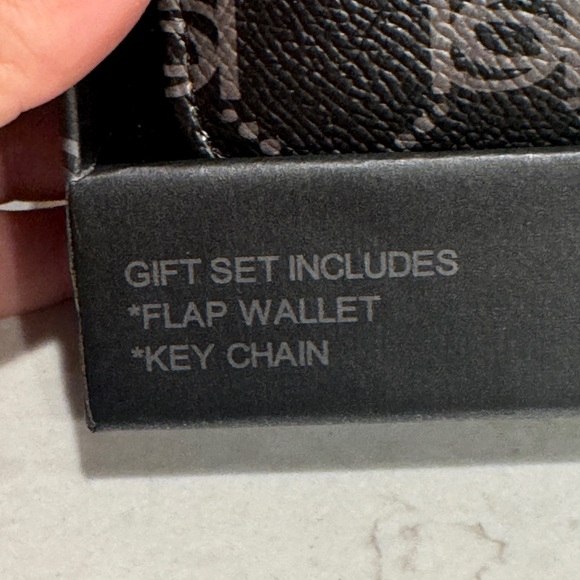 GIFT SET INCLUDES
*FLAP WALLET
*KEY CHAIN